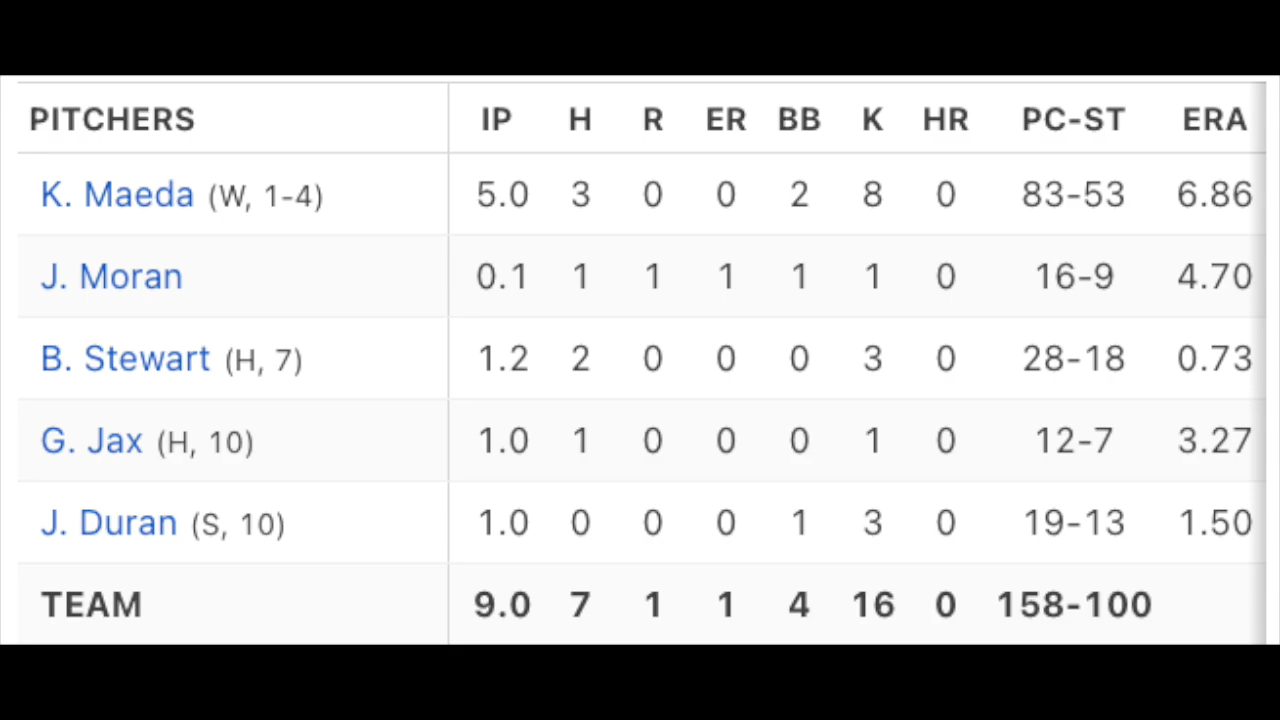 PITCHERS IP H R ER BB K HR PC-ST ERA
K. Maeda (W, 1-4) 5.0 3 0 0 2 8 0 83-53 6.86
J. Moran 0.1 1 1 1 1 1 0 16-9 4.70
B. Stewart (H, 7) 1.2 2 0 0 0 3 0 28-18 0.73
G. Jax (H, 10) 1.0 1 0 0 0 1 0 12-7 3.27
J. Duran (S, 10) 1.0 0 0 0 1 3 0 19-13 1.50
TEAM 9.0 7 1 1 4 16 0 158-100